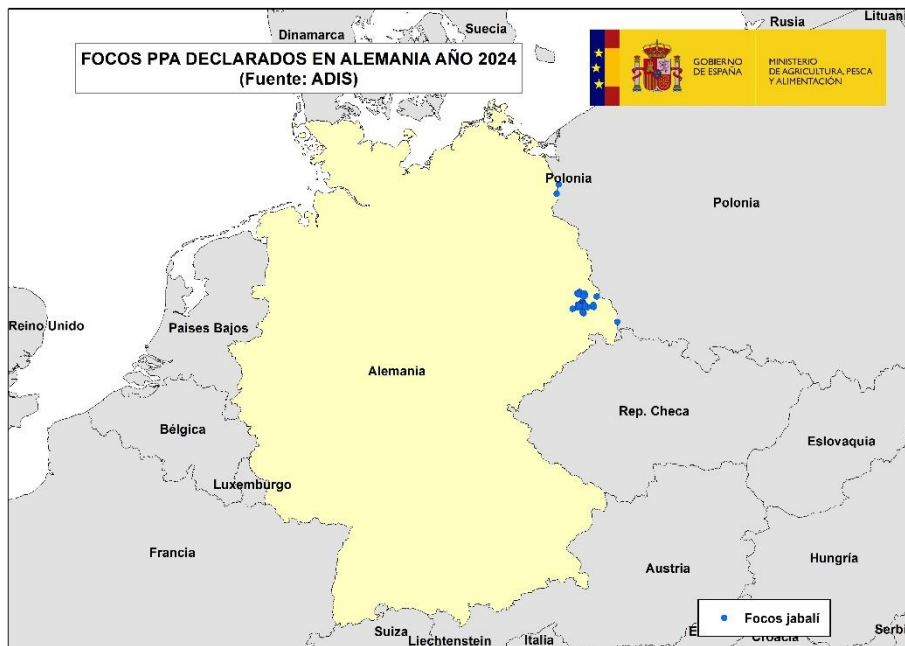 Dinamarca
Suecia
Rusia
Lituani
FOCOS PPA DECLARADOS EN ALEMANIA AÑO 2024
(Fuente: ADIS)
GOBIERNO
DE ESPAÑA
MINISTERIO
DE AGRICULTURA, PESCA
Y ALIMENTACIÓN
Polonia
Polonia
Reino Unido
Paises Bajos
Alemania
Rep. Checa
Bélgica
Eslovaquia
Luxemburgo
Francia
Hungría
Austria
Focos jabalí
Suiza
Liechtenstein
Italia
Croacia
Serbi